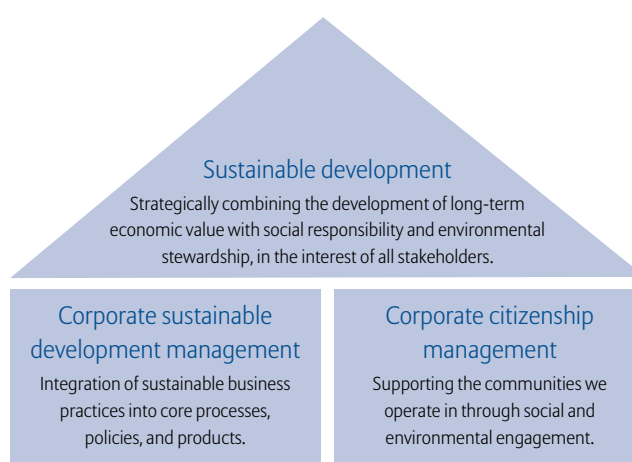 Sustainable development
Strategically combining the development of long-term
economic value with social responsibility and environmental
stewardship, in the interest of all stakeholders.
Corporate sustainable
development management
Integration of sustainable business
practices into core processes,
policies, and products.
Corporate citizenship
management
Supporting the communities we
operate in through social and
environmental engagement.